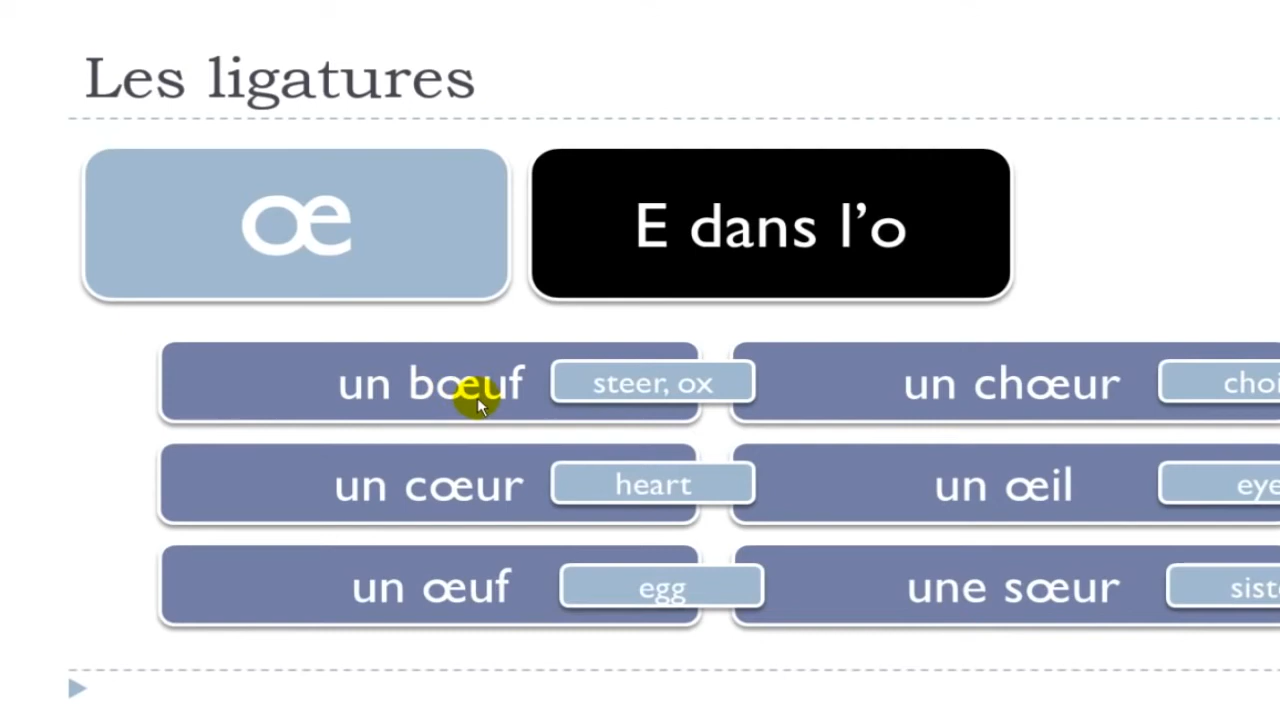 Les ligatures
œ
E dans l’o
un bœuf
steer, ox
un chœur
un cœur
heart
un œil
eye
un œuf
egg
une sœur